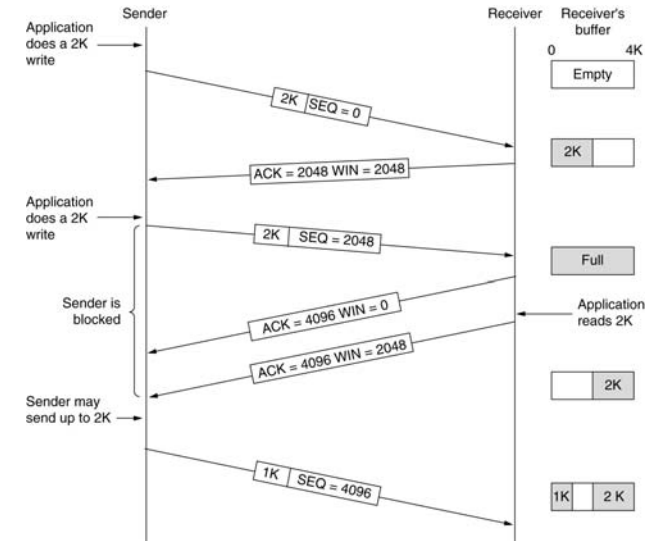 Sender
Receiver
Receiver's
buffer
Application
does a 2K
write
0 4K
Empty
2K SEQ = 0
2K
ACK = 2048 WIN = 2048
Application
does a 2K
write
2K SEQ = 2048
Full
Sender is
blocked
ACK = 4096 WIN = 0
Application
reads 2K
ACK = 4096 WIN = 2048
2K
Sender may
send up to 2K
1K SEQ = 4096
1K 2 K